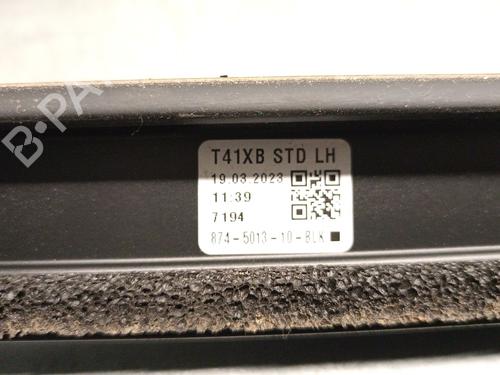 B-PA
T41XB STD LH
19.03.2023
11:39
7194
874-5013-10-BLK